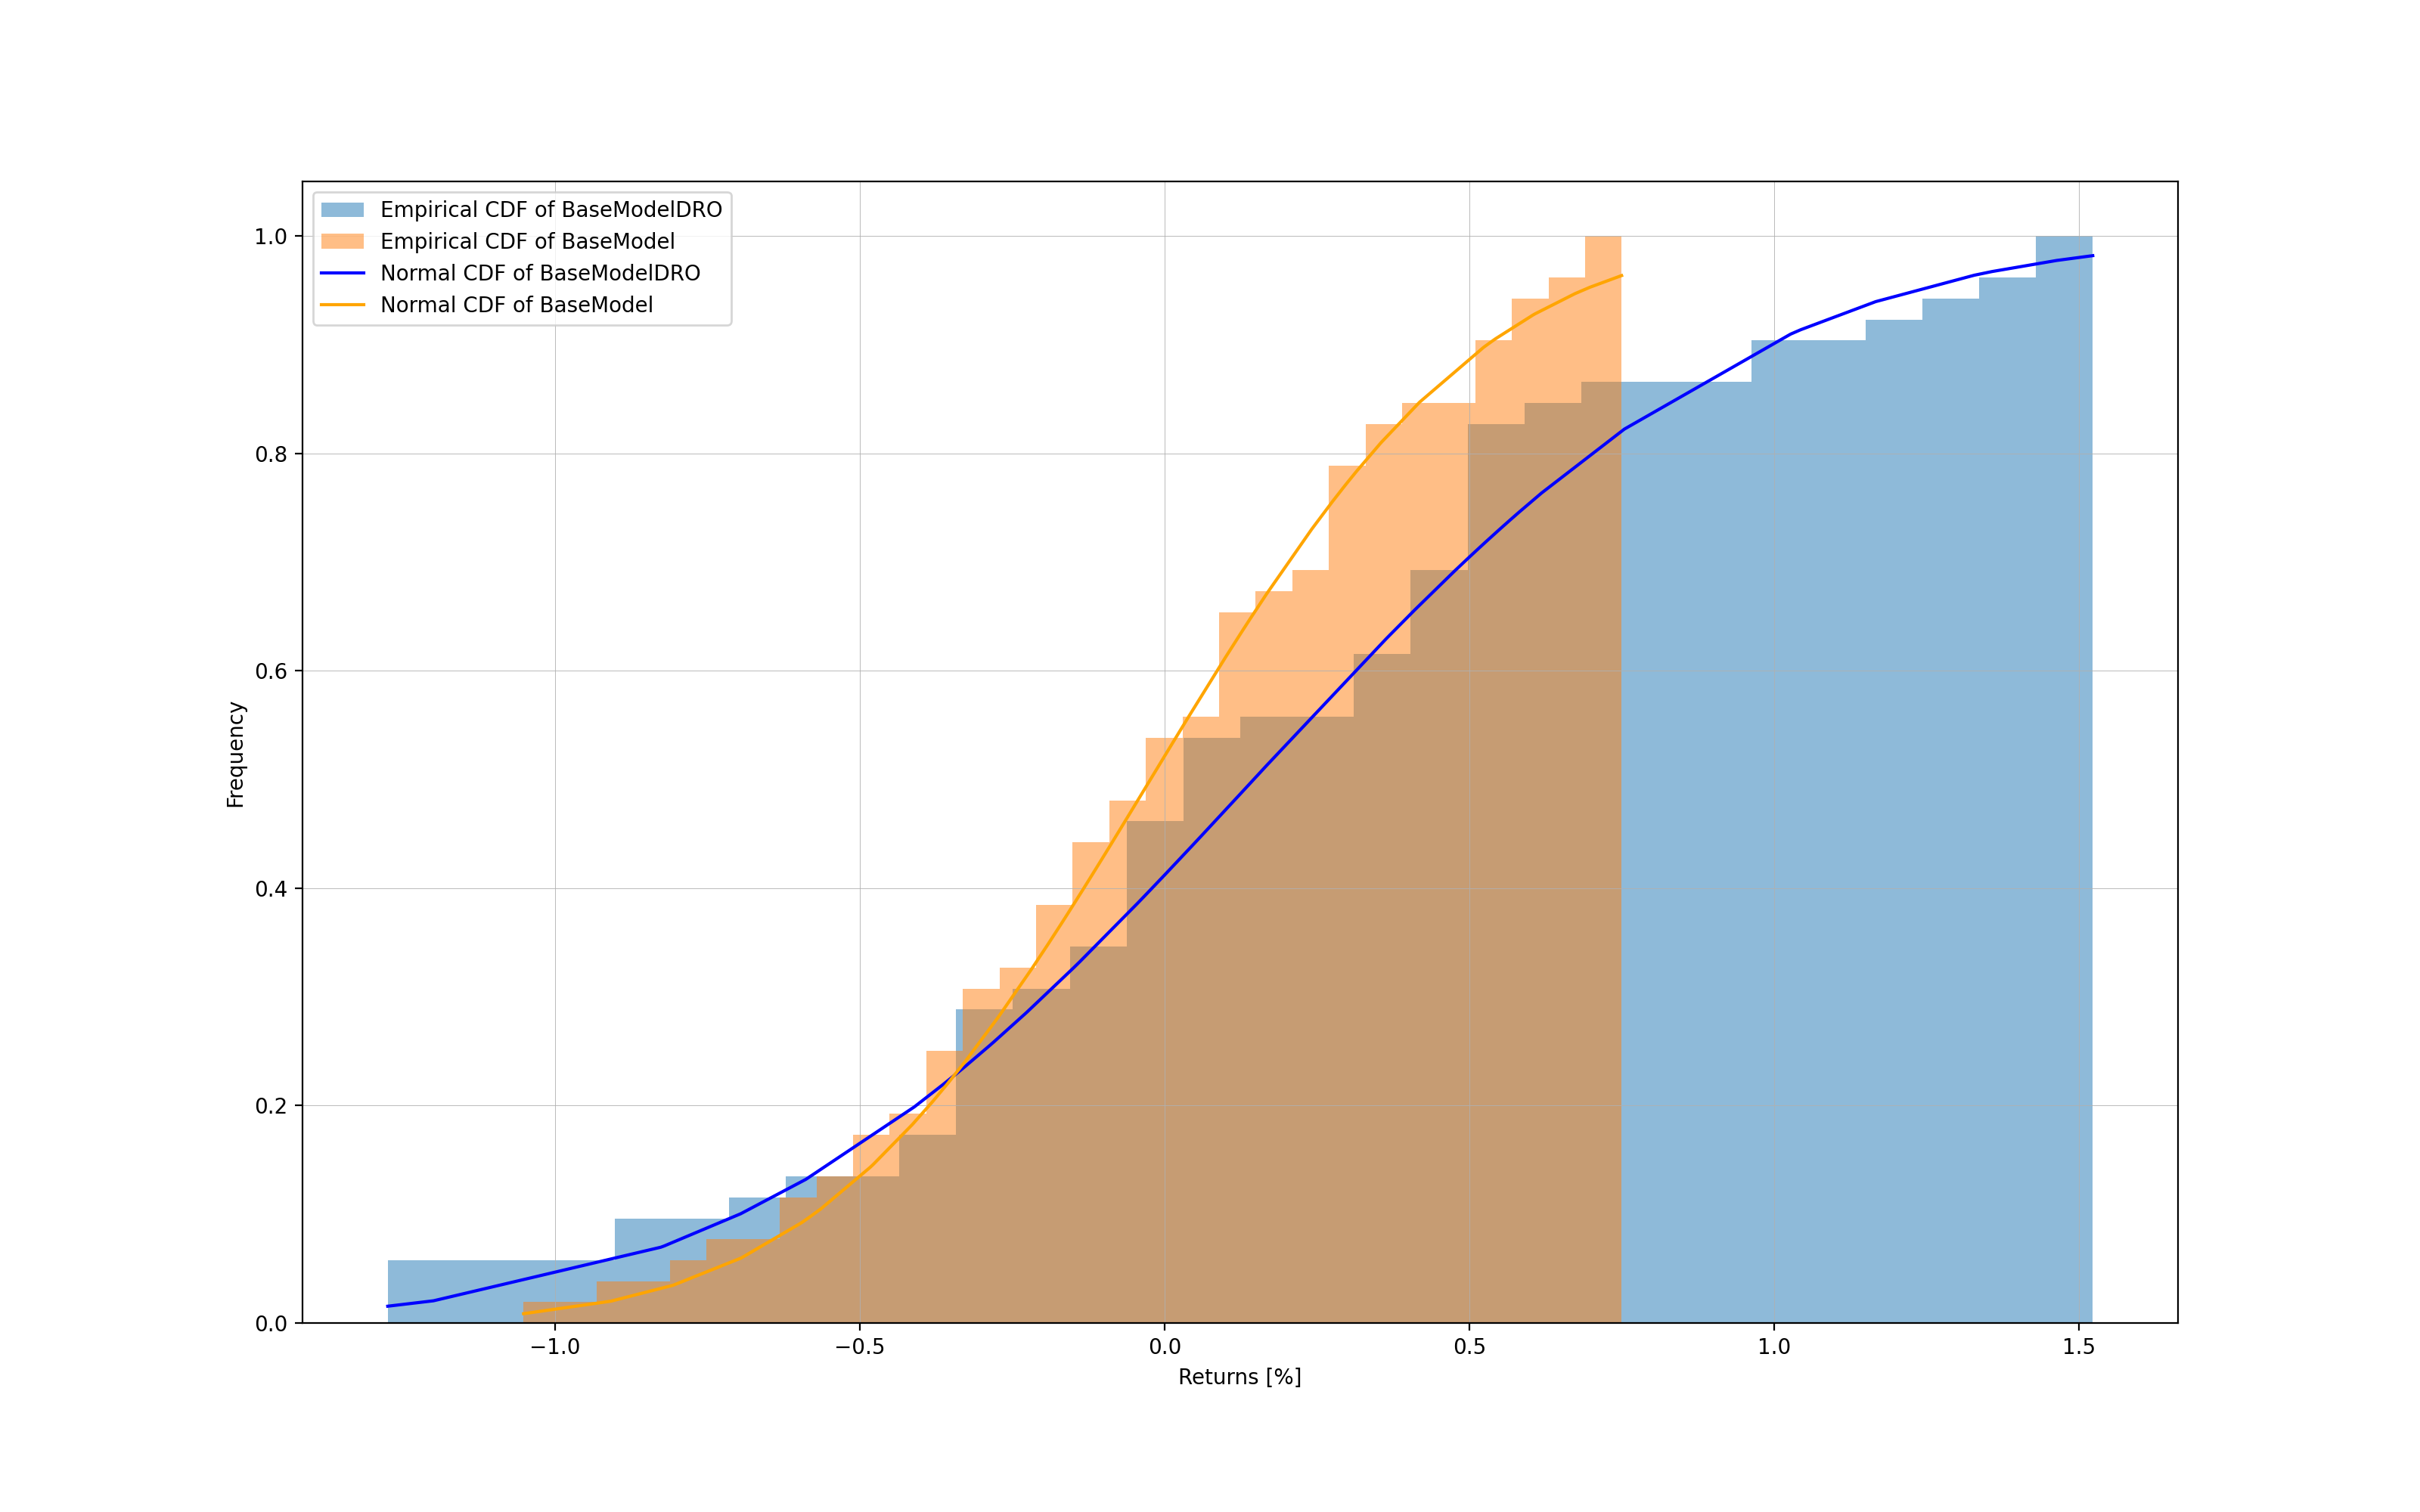 Empirical CDF of BaseModelDRO
Empirical CDF of BaseModel
Normal CDF of BaseModelDRO
Normal CDF of BaseModel
1.0
0.8
0.6
0.4
0.2
0.0
Frequency
−1.0 −0.5 0.0 0.5 1.0 1.5
Returns [%]